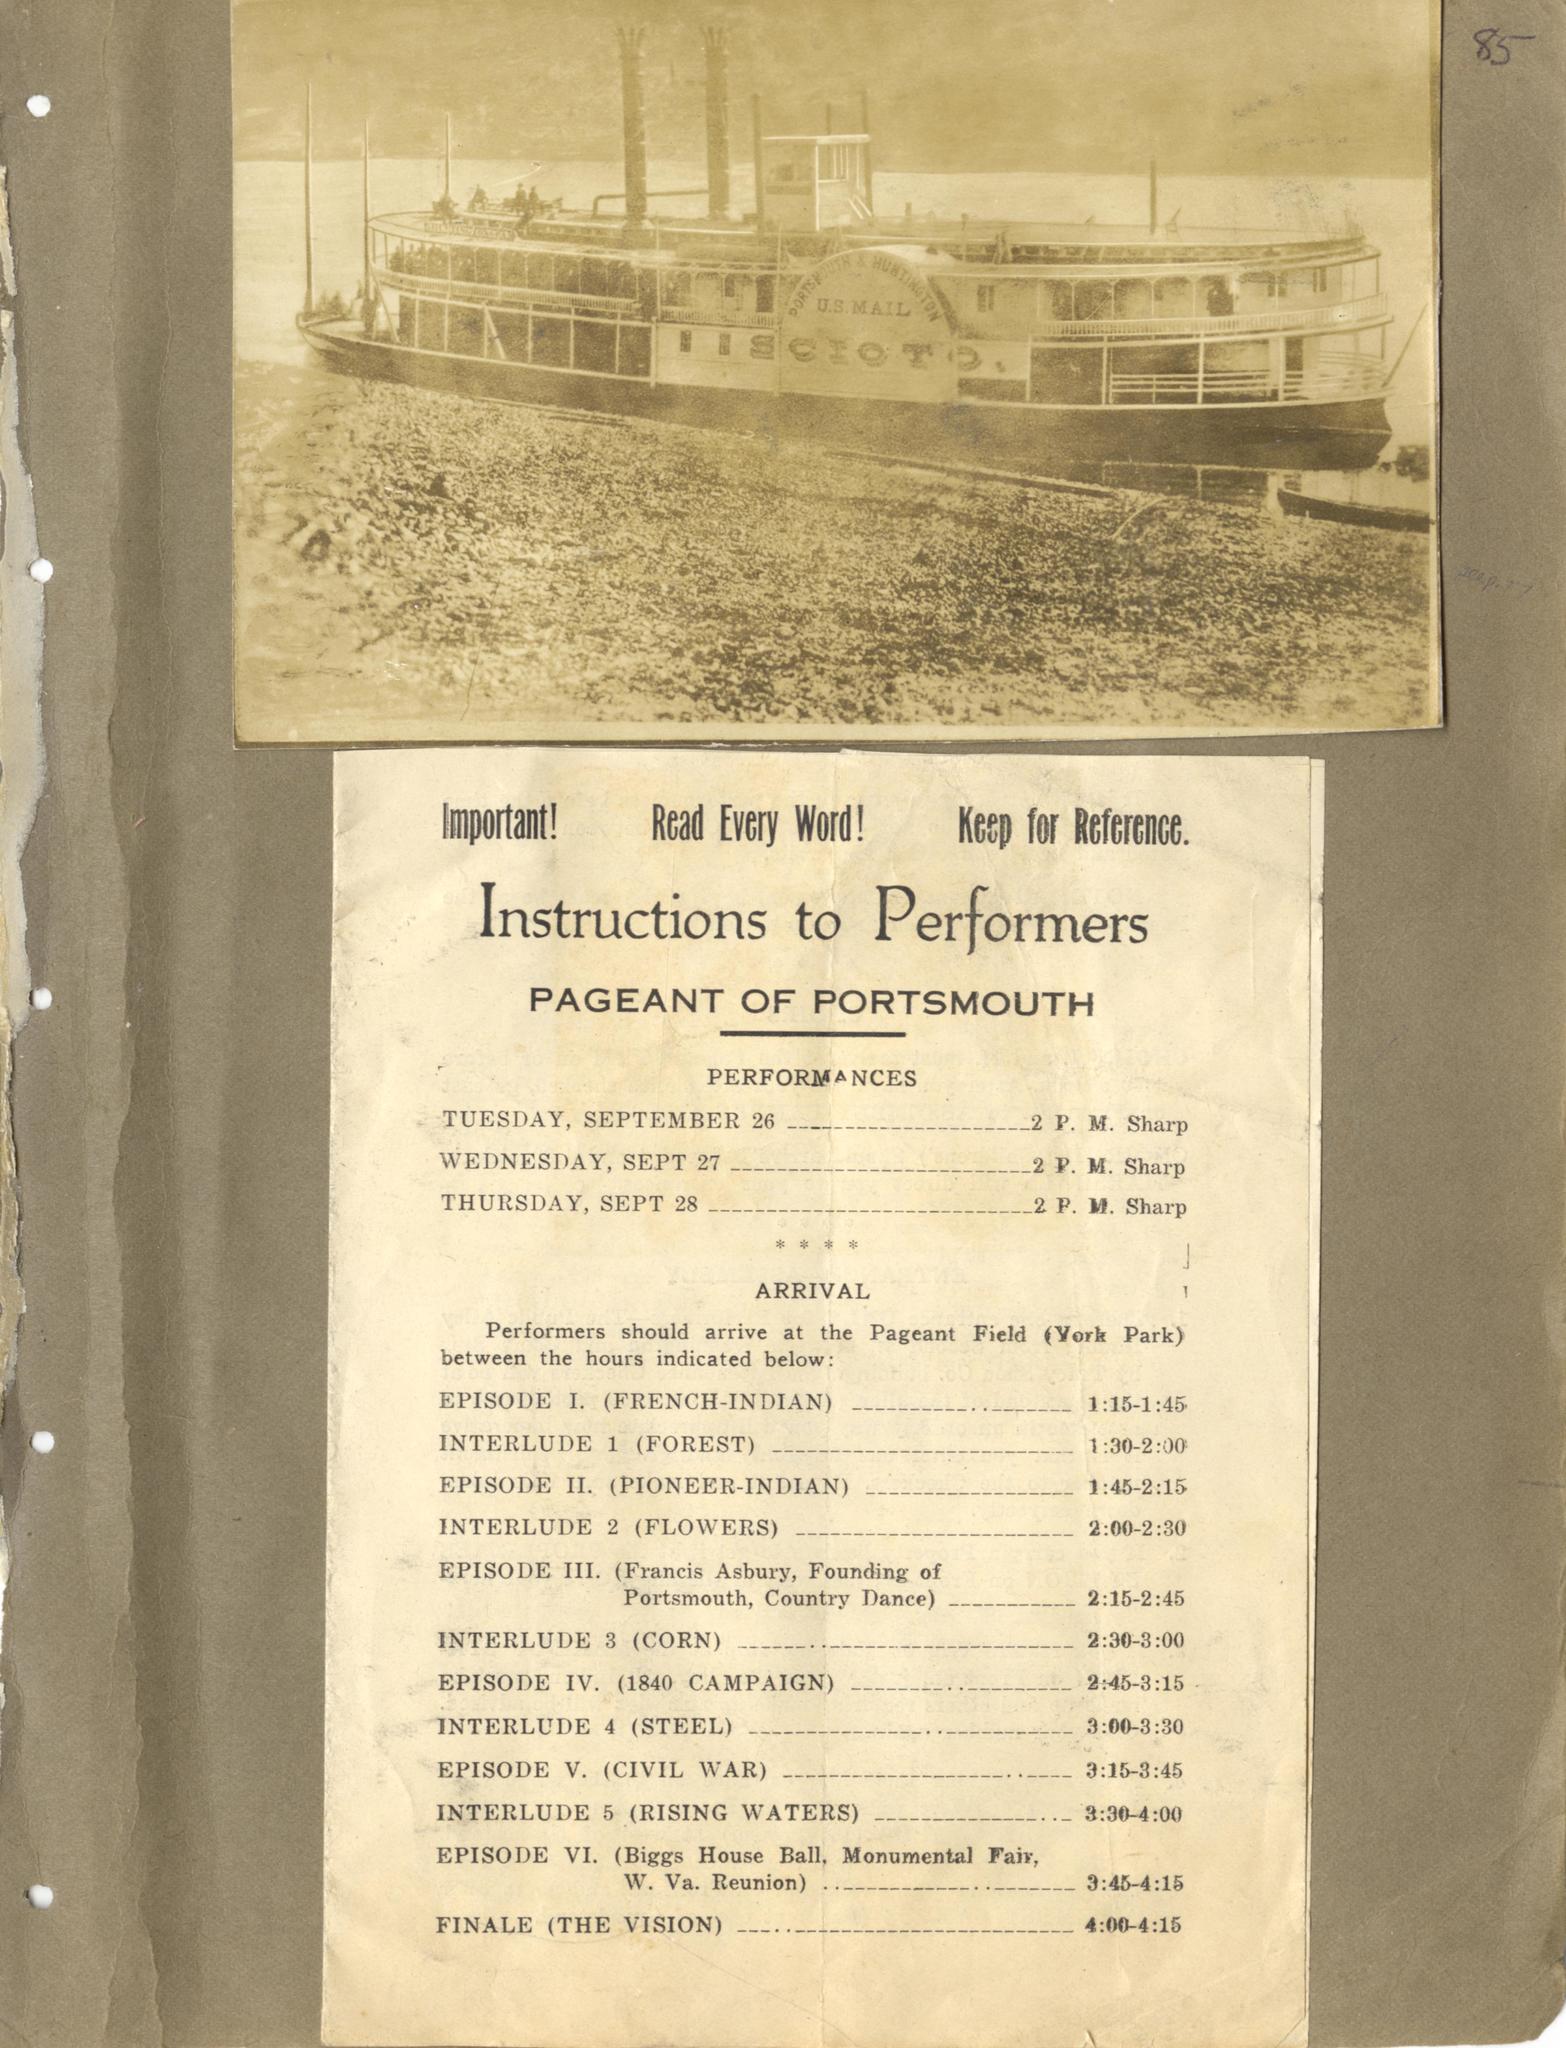 85
PORTSMOUTH & HUNTINGTON
U.S. MAIL
SCIOTO.
Important! Read Every Word! Keep for Reference.
Instructions to Performers
PAGEANT OF PORTSMOUTH
PERFORMANCES
TUESDAY, SEPTEMBER 26 2 P. M. Sharp
WEDNESDAY, SEPT 27 2 P. M. Sharp
THURSDAY, SEPT 28 2 P. M. Sharp
* * * *
ARRIVAL
Performers should arrive at the Pageant Field (York Park)
between the hours indicated below:
EPISODE I. (FRENCH-INDIAN) 1:15-1:45
INTERLUDE 1 (FOREST) 1:30-2:00
EPISODE II. (PIONEER-INDIAN) 1:45-2:15
INTERLUDE 2 (FLOWERS) 2:00-2:30
EPISODE III. (Francis Asbury, Founding of
Portsmouth, Country Dance) 2:15-2:45
INTERLUDE 3 (CORN) 2:30-3:00
EPISODE IV. (1840 CAMPAIGN) 2:45-3:15
INTERLUDE 4 (STEEL) 3:00-3:30
EPISODE V. (CIVIL WAR) 3:15-3:45
INTERLUDE 5 (RISING WATERS) 3:30-4:00
EPISODE VI. (Biggs House Ball, Monumental Fair,
W. Va. Reunion) 3:45-4:15
FINALE (THE VISION) 4:00-4:15